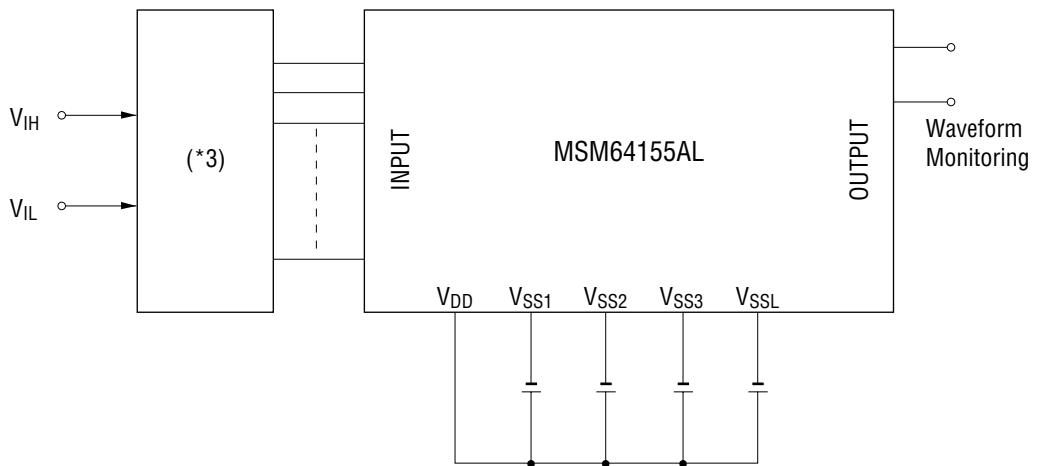 V_IH
V_IL
(*3)
INPUT
MSM64155AL
OUTPUT
Waveform
Monitoring
V_DD V_SS1 V_SS2 V_SS3 V_SSL